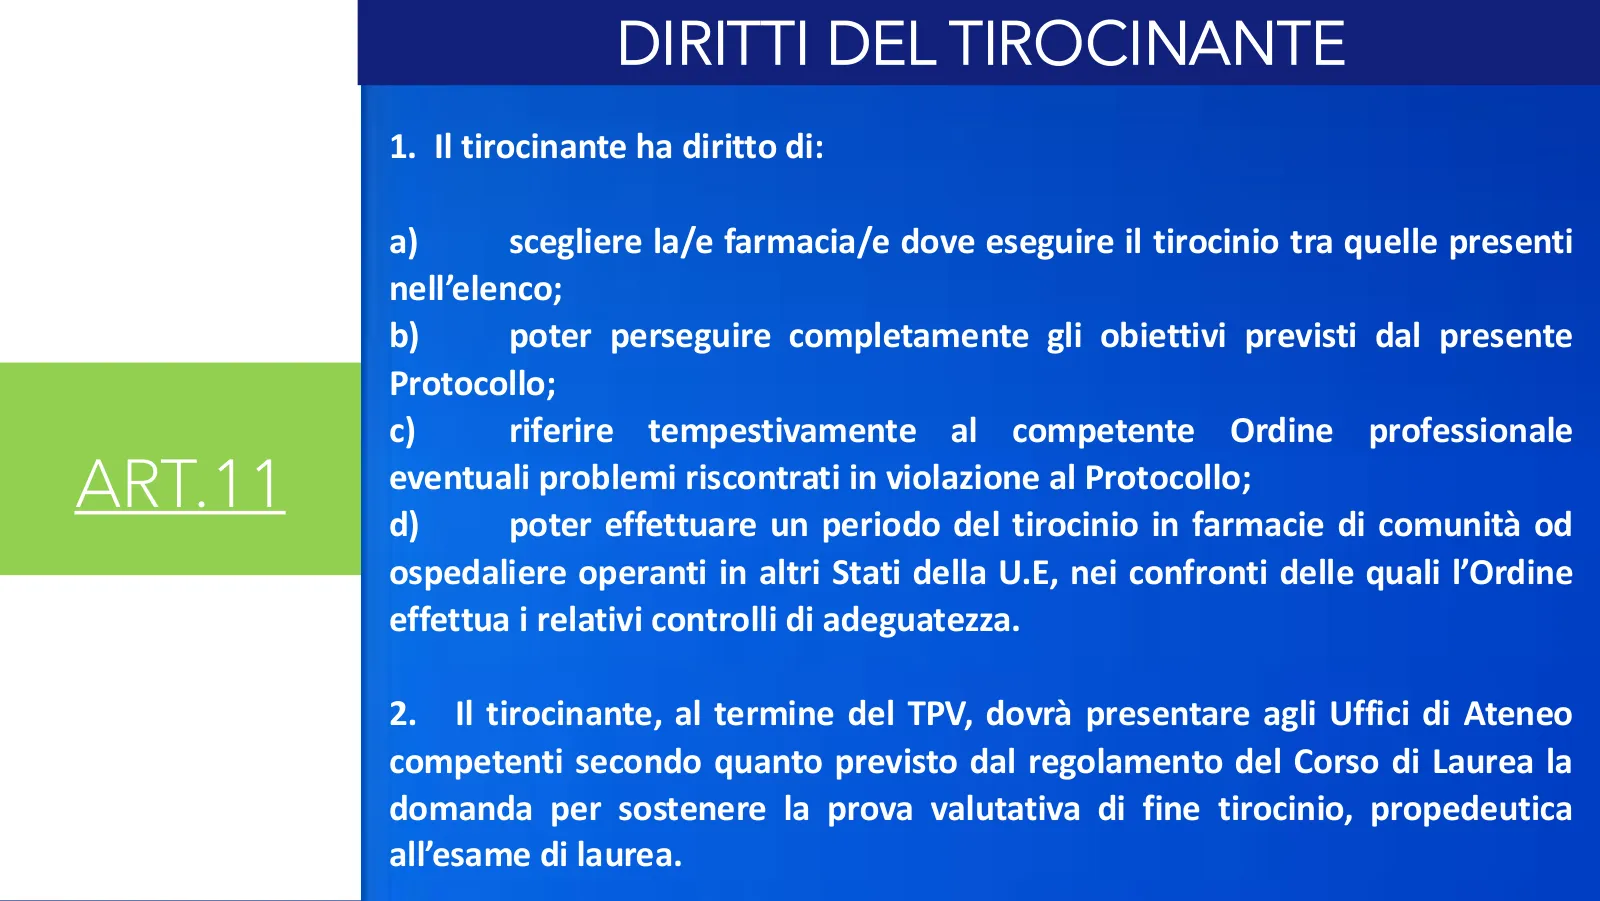 DIRITTI DEL TIROCINANTE
1. Il tirocinante ha diritto di:
a) scegliere la/e farmacia/e dove eseguire il tirocinio tra quelle presenti
nell’elenco;
b) poter perseguire completamente gli obiettivi previsti dal presente
Protocollo;
c) riferire tempestivamente al competente Ordine professionale
eventuali problemi riscontrati in violazione al Protocollo;
d) poter effettuare un periodo del tirocinio in farmacie di comunità od
ospedaliere operanti in altri Stati della U.E, nei confronti delle quali l’Ordine
effettua i relativi controlli di adeguatezza.
2. Il tirocinante, al termine del TPV, dovrà presentare agli Uffici di Ateneo
competenti secondo quanto previsto dal regolamento del Corso di Laurea la
domanda per sostenere la prova valutativa di fine tirocinio, propedeutica
all’esame di laurea.
ART.11